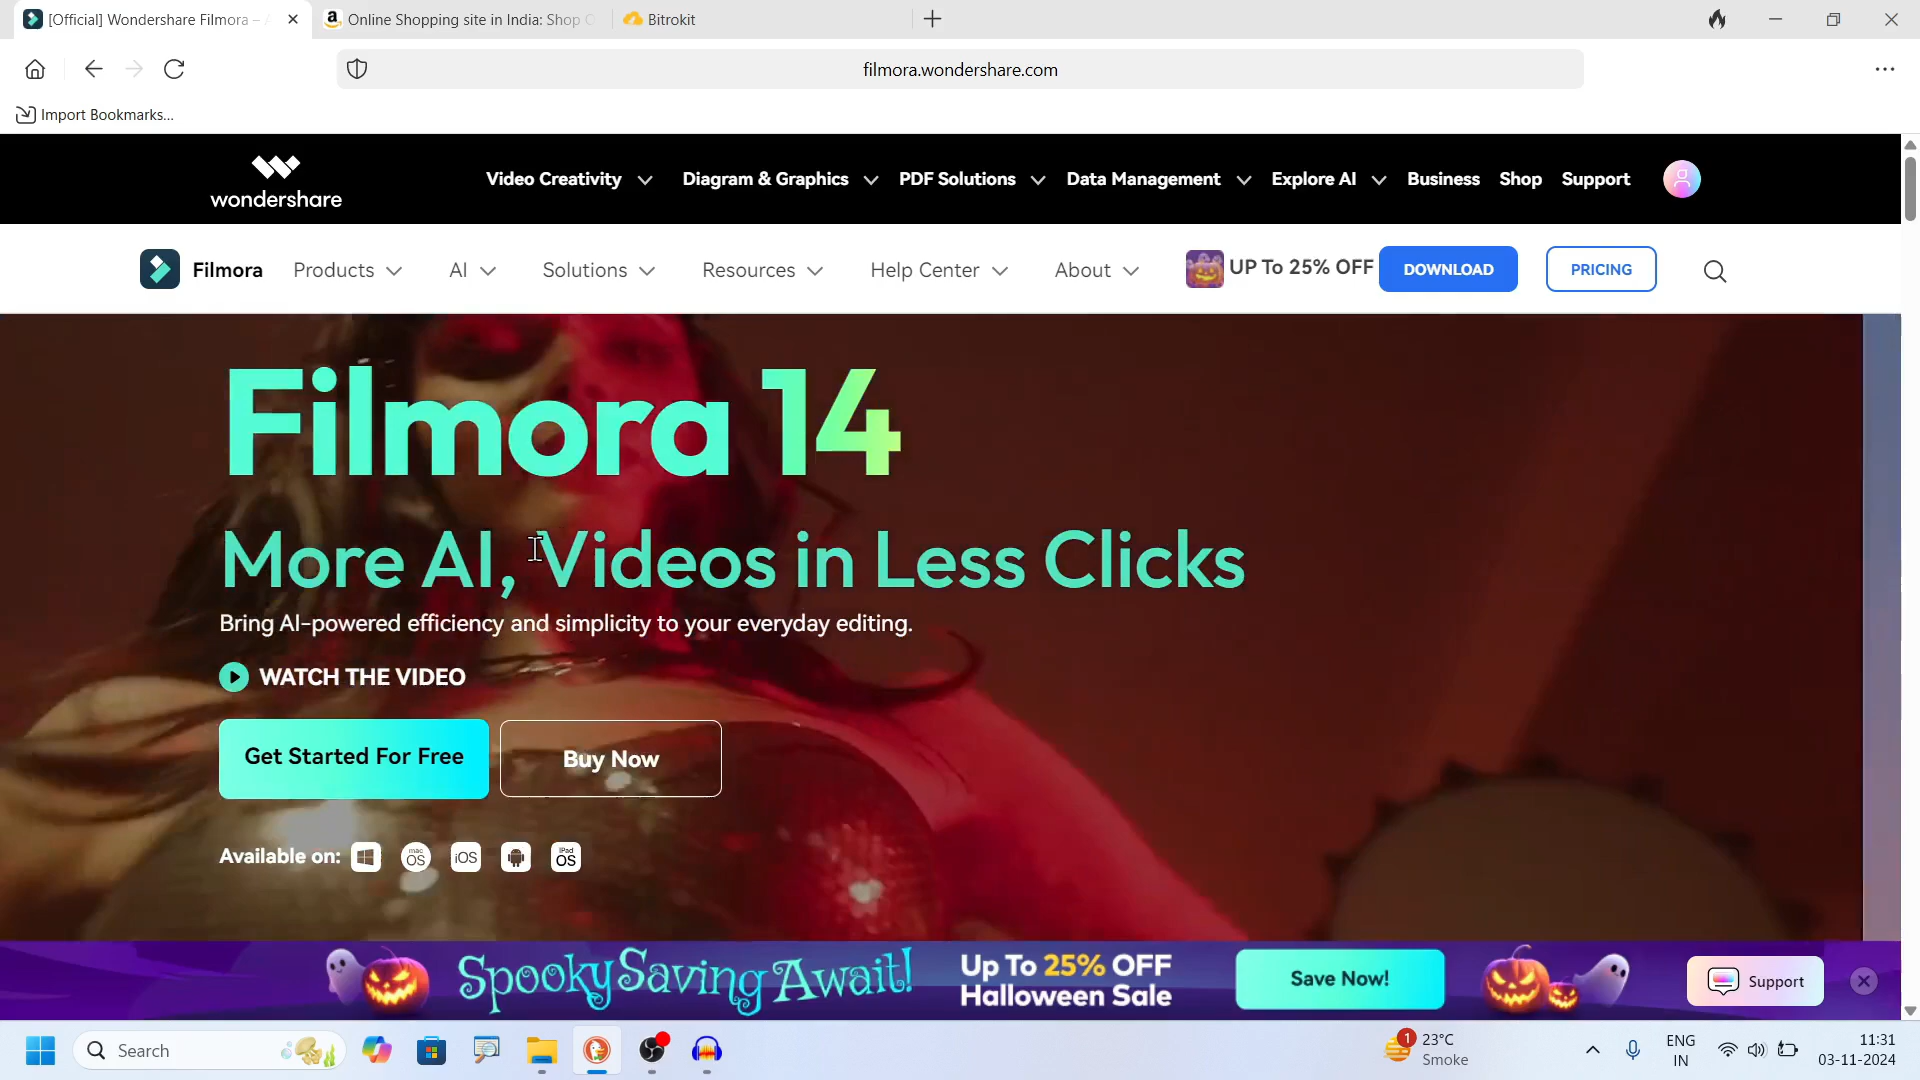 [Official] Wondershare Filmora –
Online Shopping site in India: Shop
Bitrokit
filmora.wondershare.com
Import Bookmarks...
wondershare
Video Creativity
Diagram & Graphics
PDF Solutions
Data Management
Explore AI
Business
Shop
Support
Filmora
Products
AI
Solutions
Resources
Help Center
About
UP To 25% OFF
DOWNLOAD
PRICING
Filmora 14
More AI, Videos in Less Clicks
Bring AI-powered efficiency and simplicity to your everyday editing.
WATCH THE VIDEO
Get Started For Free
Buy Now
Available on:
mac OS
iOS
iPad OS
Spooky Saving Await!
Up To 25% OFF
Halloween Sale
Save Now!
Support
Search
1
23°C
Smoke
ENG
IN
11:31
03-11-2024